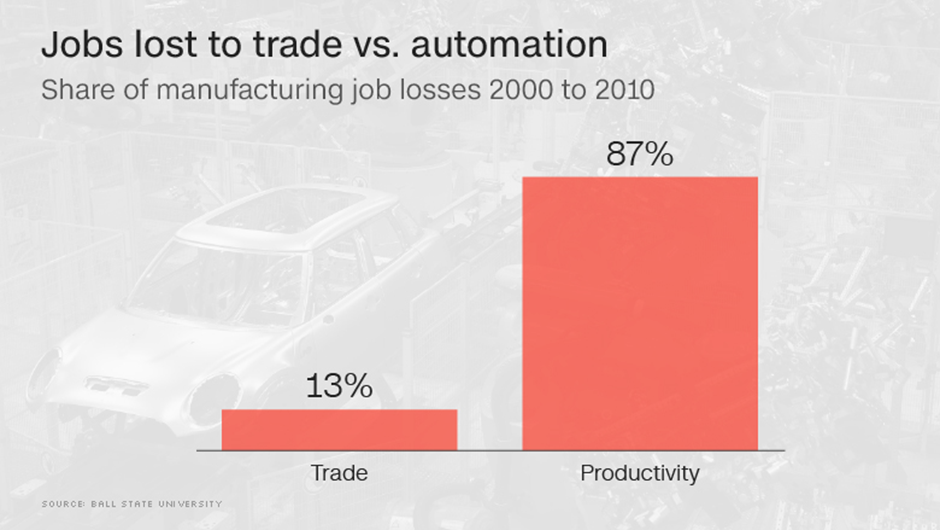 Jobs lost to trade vs. automation
Share of manufacturing job losses 2000 to 2010
87%
13%
Trade
Productivity
SOURCE: BALL STATE UNIVERSITY